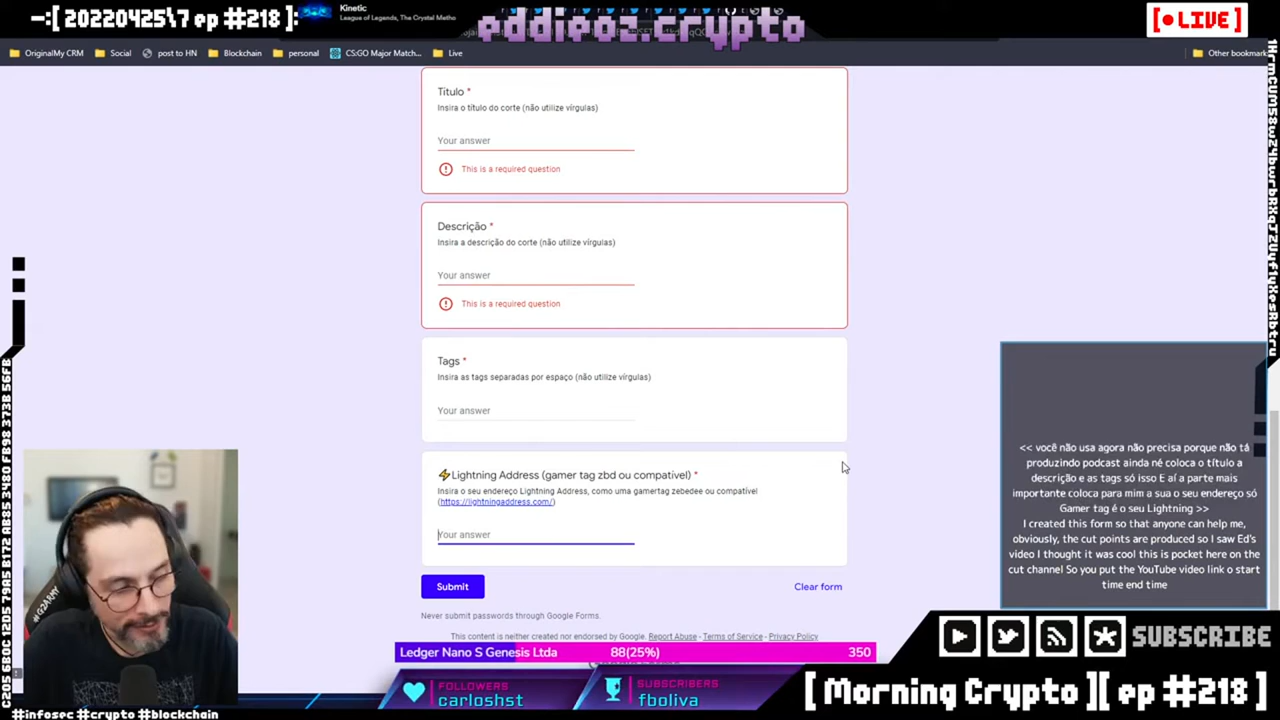 —:[ 20220425\7 ep #218 ]:
Kinetic
League of Legends, The Crystal Metho
eddieoz.crypto
[ ● LIVE ]
OriginalMy CRM
Social
post to HN
Blockchain
personal
CS:GO Major Match...
Live
Other bookmark
Titulo *
Insira o título do corte (não utilize vírgulas)
Your answer
This is a required question
Descrição *
Insira a descrição do corte (não utilize vírgulas)
Your answer
This is a required question
Tags *
Insira as tags separadas por espaço (não utilize vírgulas)
Your answer
⚡Lightning Address (gamer tag zbd ou compativel) *
Insira o seu endereço Lightning Address, como uma gamertag zebedee ou compatível
(https://lightningaddress.com/)
Your answer
Submit
Clear form
Never submit passwords through Google Forms.
This content is neither created nor endorsed by Google. Report Abuse - Terms of Service - Privacy Policy
<< você não usa agora não precisa porque não tá
produzindo podcast ainda né coloca o título a
descrição e as tags só isso E aí a parte mais
importante coloca para mim a sua o seu endereço só
Gamer tag é o seu Lightning >>
I created this form so that anyone can help me,
obviously, the cut points are produced so I saw Ed's
video I thought it was cool this is pocket here on the
cut channel So you put the YouTube video link o start
time end time
SUBSCRIBE
Ledger Nano S Genesis Ltda
88(25%)
350
FOLLOWERS
carloshst
SUBSCRIBERS
fboliva
[ Morning Crypto ][ ep #218 ]
#infosec #crypto #blockchain